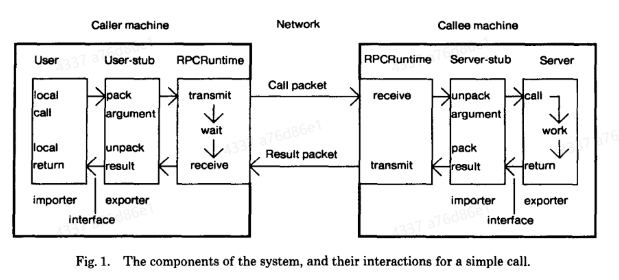 Caller machine Network Callee machine
User User-stub RPCRuntime RPCRuntime Server-stub Server
Call packet
local pack transmit receive unpack call
call argument argument
wait work
local unpack Result packet pack
return result receive transmit result return
importer exporter importer exporter
interface interface
Fig. 1. The components of the system, and their interactions for a simple call.
4337 a76d86e1